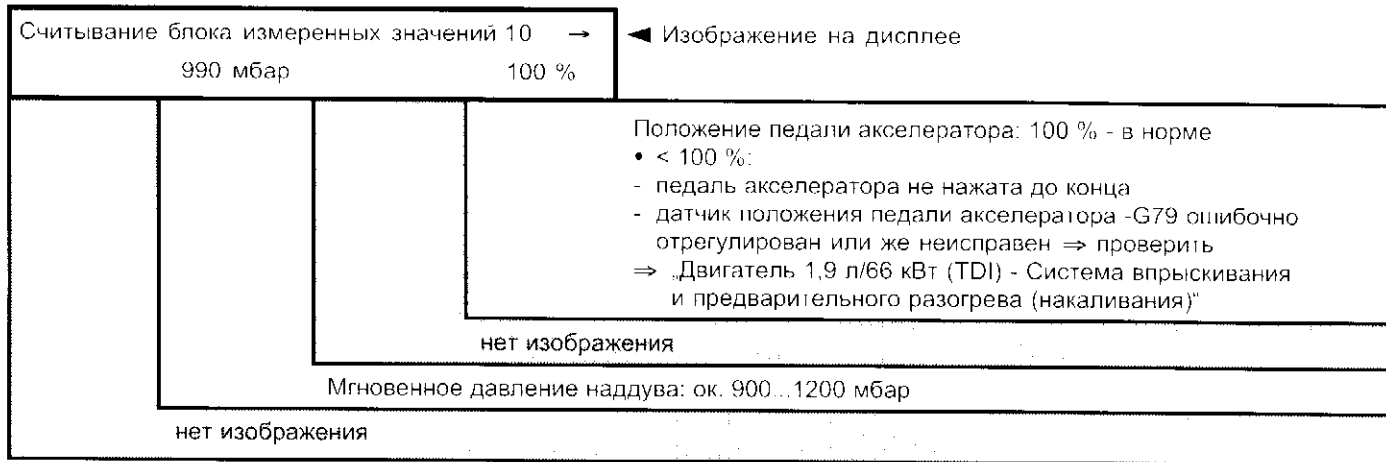 Считывание блока измеренных значений 10 →
◄ Изображение на дисплее
990 мбар 100 %
Положение педали акселератора: 100 % - в норме
• < 100 %:
- педаль акселератора не нажата до конца
- датчик положения педали акселератора -G79 ошибочно
отрегулирован или же неисправен ⇒ проверить
⇒ „Двигатель 1,9 л/66 кВт (TDI) - Система впрыскивания
и предварительного разогрева (накаливания)“
нет изображения
Мгновенное давление наддува: ок. 900...1200 мбар
нет изображения